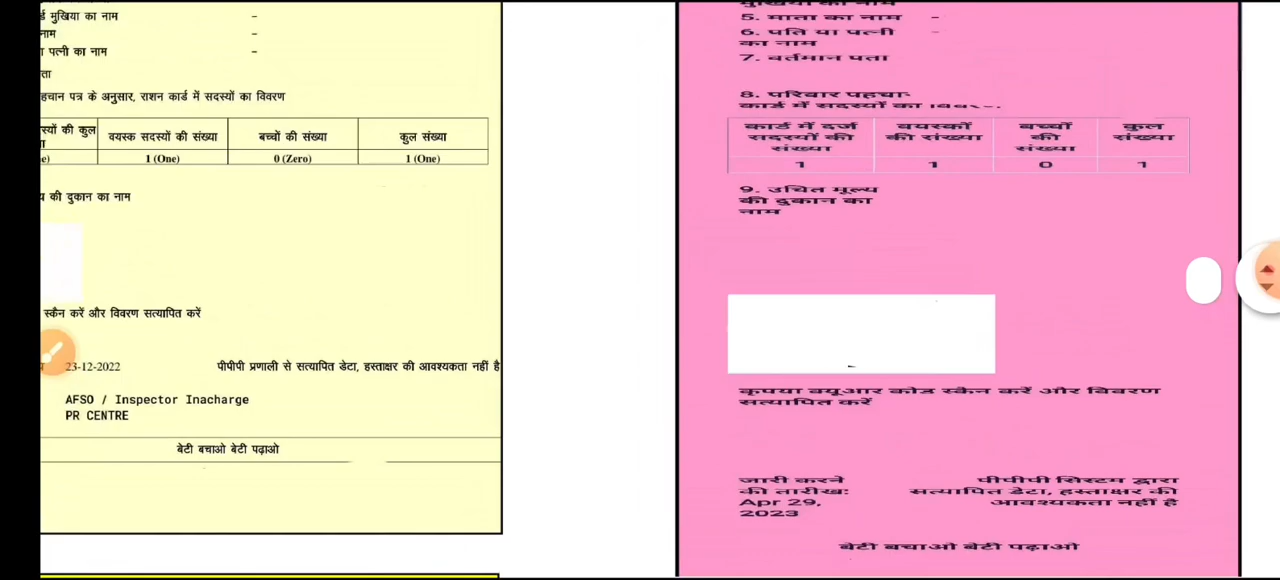 र्ड मुखिया का नाम -
नाम -
पत्नी का नाम -
ता
हचान पत्र के अनुसार, राशन कार्ड में सदस्यों का विवरण
स्यों की कुल
वयस्क सदस्यों की संख्या बच्चों की संख्या कुल संख्या
e) 1 (One) 0 (Zero) 1 (One)
की दुकान का नाम
स्कैन करें और विवरण सत्यापित करें
23-12-2022 पीपीपी प्रणाली से सत्यापित डेटा, हस्ताक्षर की आवश्यकता नहीं है
AFSO / Inspector Inacharge
PR CENTRE
बेटी बचाओ बेटी पढ़ाओ
मुखिया का नाम
5. माता का नाम -
6. पति या पत्नी -
का नाम
7. वर्तमान पता
8. परिवार पहचा-
कार्ड में सदस्यों का
कार्ड में दर्ज वयस्कों बच्चों कुल
सदस्यों की की संख्या की संख्या
संख्या संख्या
1 1 0 1
9. उचित मूल्य
की दुकान का
नाम
कृपया क्यूआर कोड स्कैन करें और विवरण
सत्यापित करें
जारी करने पीपीपी सिस्टम द्वारा
की तारीख: सत्यापित डेटा, हस्ताक्षर की
Apr 29, आवश्यकता नहीं है
2023
बेटी बचाओ बेटी पढ़ाओ